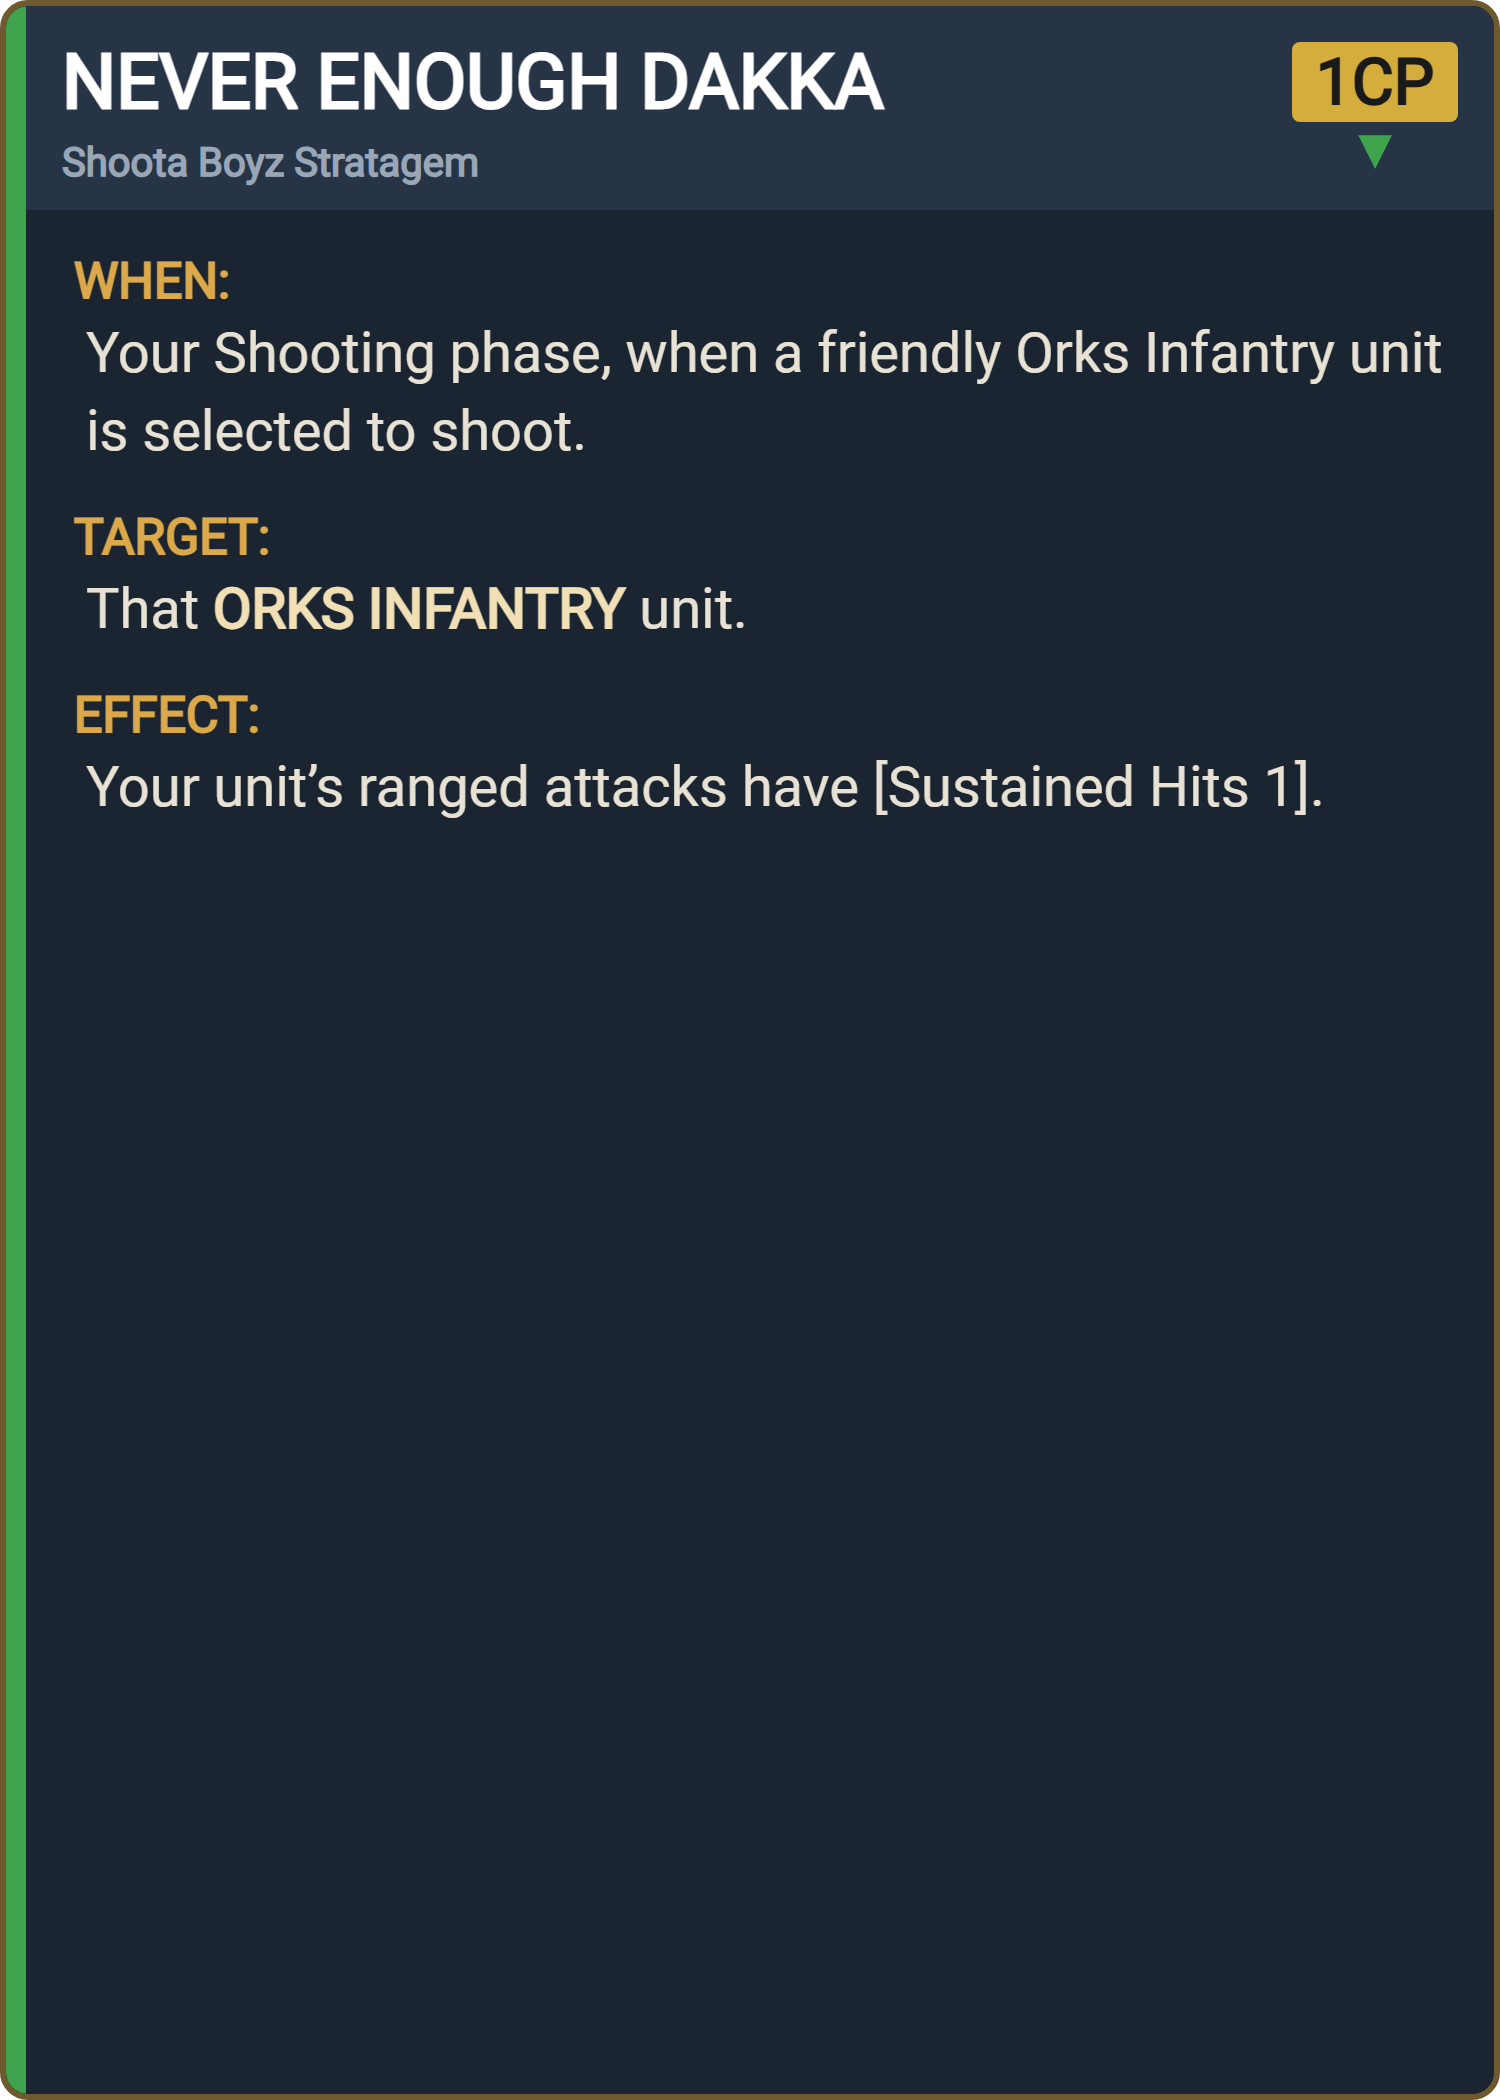 NEVER ENOUGH DAKKA
1CP
Shoota Boyz Stratagem
WHEN:
Your Shooting phase, when a friendly Orks Infantry unit
is selected to shoot.
TARGET:
That ORKS INFANTRY unit.
EFFECT:
Your unit’s ranged attacks have [Sustained Hits 1].